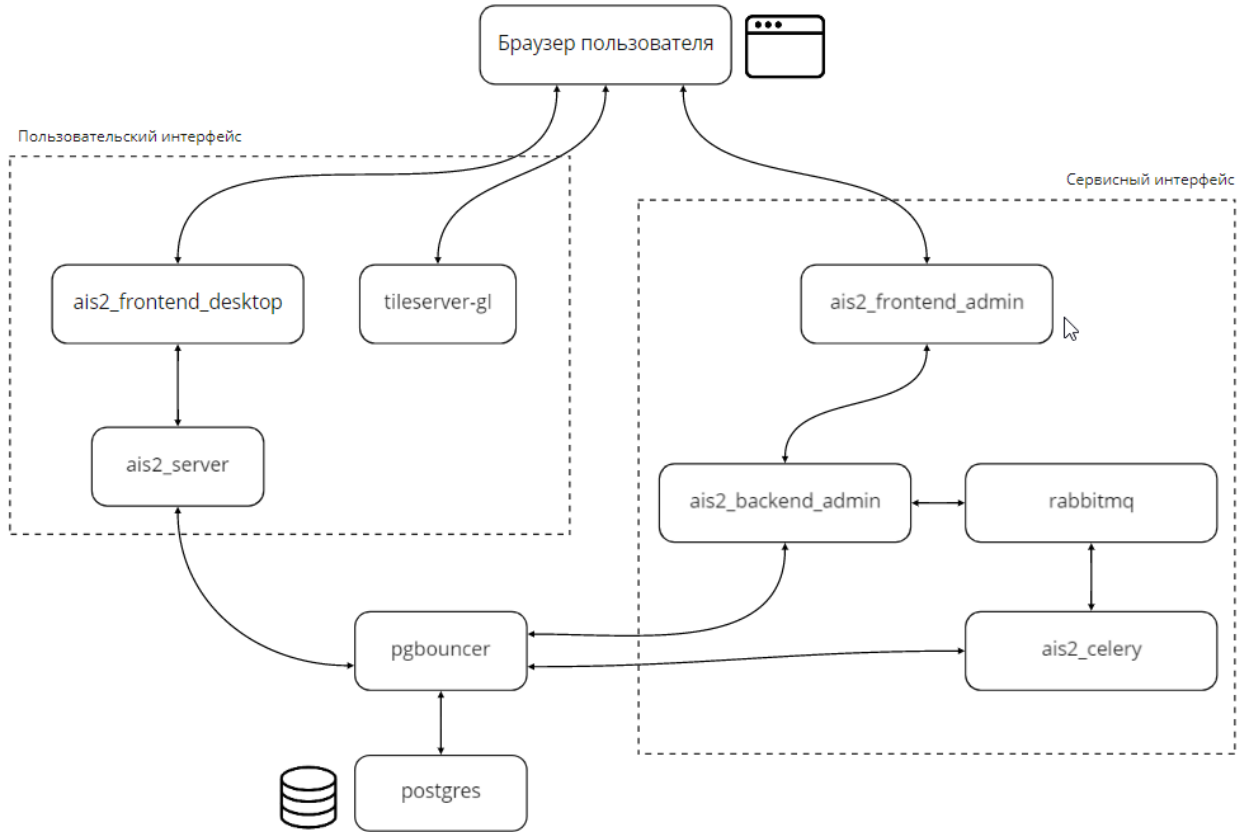 Браузер пользователя
Пользовательский интерфейс
Сервисный интерфейс
ais2_frontend_desktop
tileserver-gl
ais2_frontend_admin
ais2_server
ais2_backend_admin
rabbitmq
pgbouncer
ais2_celery
postgres